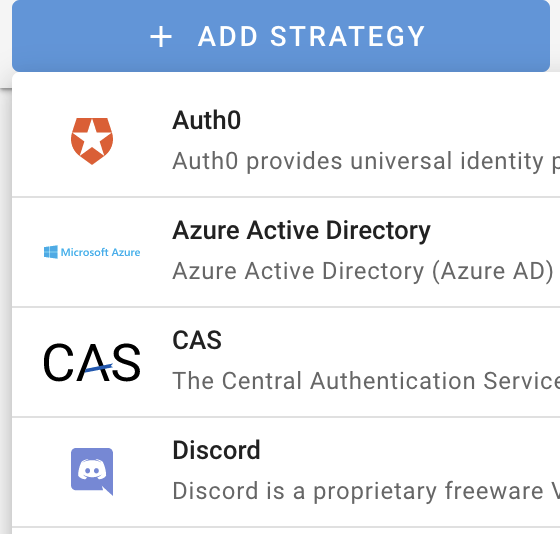 + ADD STRATEGY
Auth0
Auth0 provides universal identity p
Microsoft Azure
Azure Active Directory
Azure Active Directory (Azure AD)
CAS
CAS
The Central Authentication Service
Discord
Discord is a proprietary freeware V